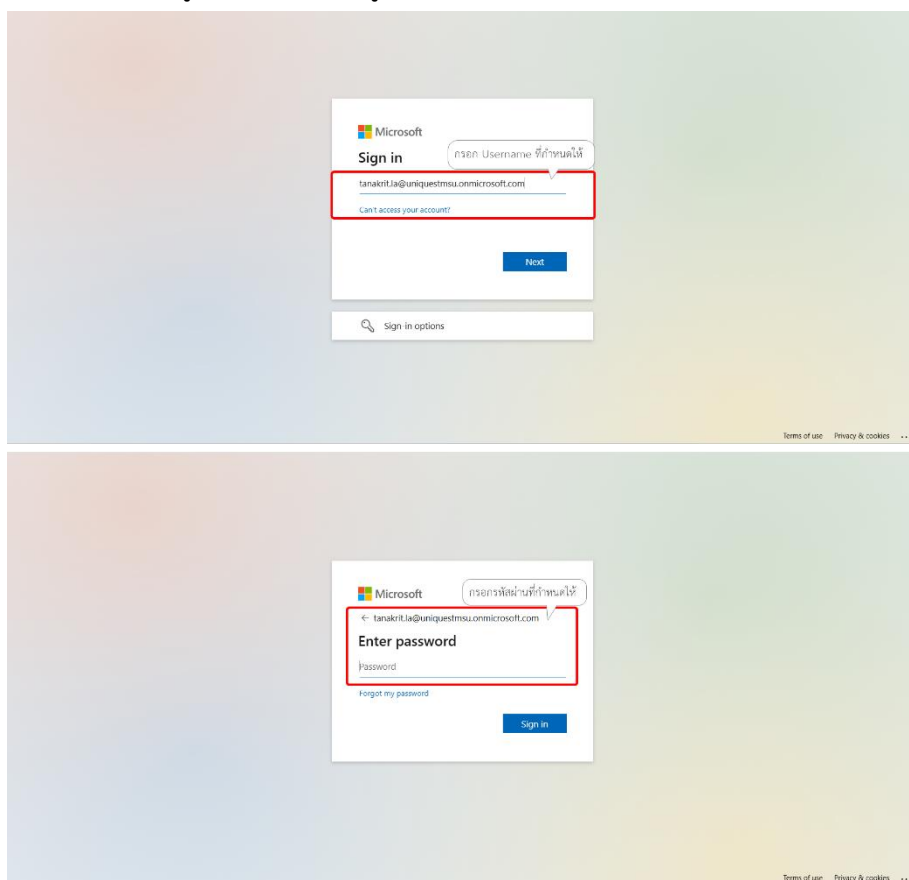 Microsoft
Sign in
กรอก Username ที่กำหนดให้
tanakrit.la@uniquestmsu.onmicrosoft.com
Can't access your account?
Next
Sign-in options
Terms of use Privacy & cookies ..
Microsoft
กรอกรหัสผ่านที่กำหนดให้
← tanakrit.la@uniquestmsu.onmicrosoft.com
Enter password
Password
Forgot my password
Sign in
Terms of use Privacy & cookies ..